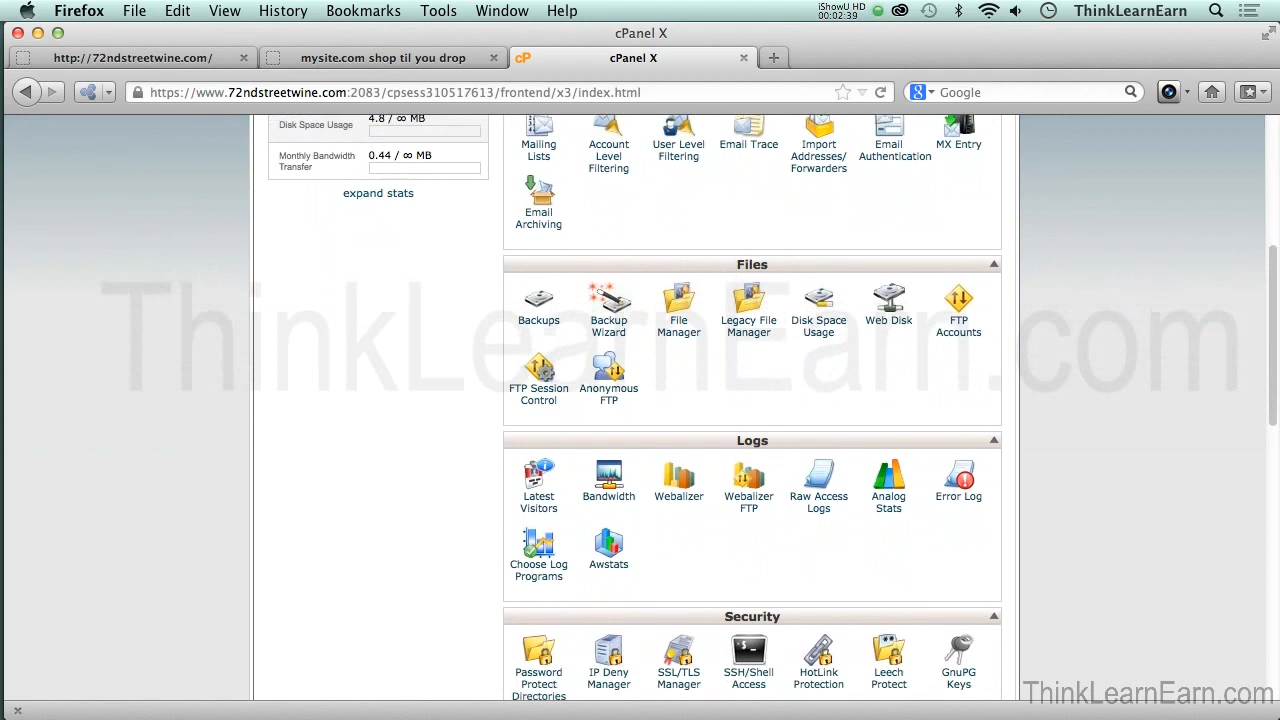 Firefox File Edit View History Bookmarks Tools Window Help iShowU HD 00:02:39 ThinkLearnEarn
cPanel X
http://72ndstreetwine.com/ mysite.com shop til you drop cP cPanel X
https://www.72ndstreetwine.com:2083/cpsess310517613/frontend/x3/index.html Google
Disk Space Usage 4.8 / ∞ MB
Monthly Bandwidth Transfer 0.44 / ∞ MB
expand stats
Mailing Lists
Account Level Filtering
User Level Filtering
Email Trace
Import Addresses/ Forwarders
Email Authentication
MX Entry
Email Archiving
Files
Backups
Backup Wizard
File Manager
Legacy File Manager
Disk Space Usage
Web Disk
FTP Accounts
FTP Session Control
Anonymous FTP
ThinkLearnEarn.com
Logs
Latest Visitors
Bandwidth
Webalizer
Webalizer FTP
Raw Access Logs
Analog Stats
Error Log
Choose Log Programs
Awstats
Security
Password Protect Directories
IP Deny Manager
SSL/TLS Manager
SSH/Shell Access
HotLink Protection
Leech Protect
GnuPG Keys
ThinkLearnEarn.com